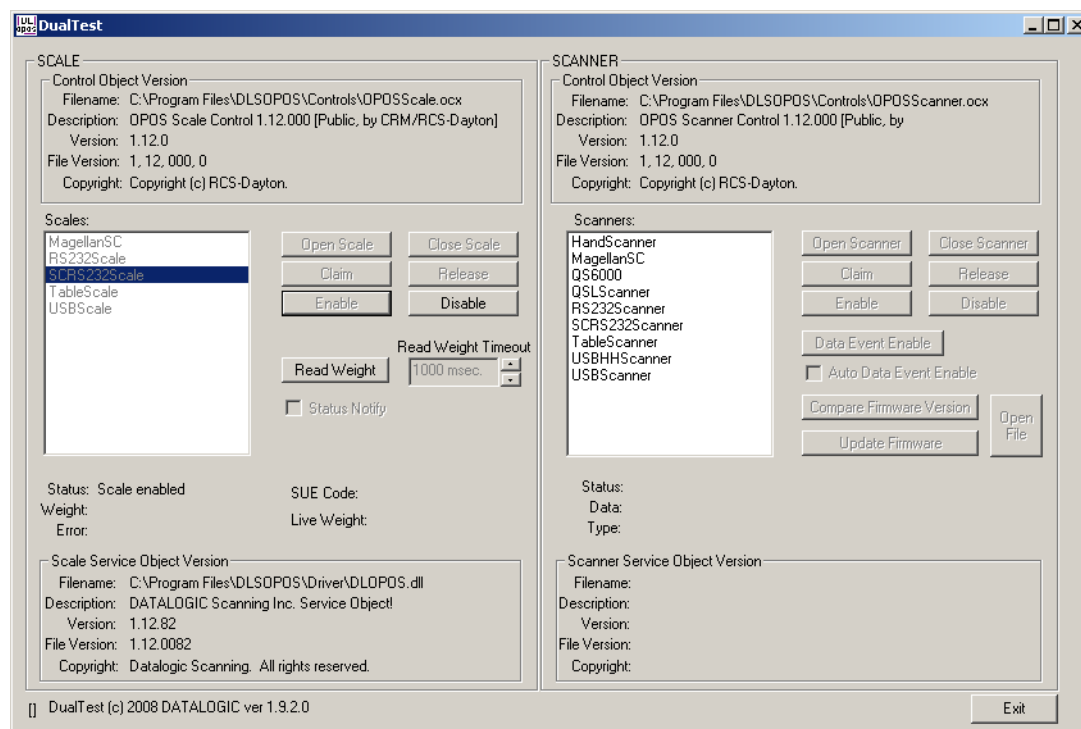 UL
opos
DualTest
SCALE
Control Object Version
Filename: C:\Program Files\DLSOPOS\Controls\OPOSScale.ocx
Description: OPOS Scale Control 1.12.000 [Public, by CRM/RCS-Dayton]
Version: 1.12.0
File Version: 1, 12, 000, 0
Copyright: Copyright (c) RCS-Dayton.
Scales:
MagellanSC
RS232Scale
SCRS232Scale
TableScale
USBScale
Open Scale
Close Scale
Claim
Release
Enable
Disable
Read Weight Timeout
Read Weight
1000 msec.
Status Notify
Status: Scale enabled
Weight:
Error:
SUE Code:
Live Weight:
Scale Service Object Version
Filename: C:\Program Files\DLSOPOS\Driver\DLOPOS.dll
Description: DATALOGIC Scanning Inc. Service Object!
Version: 1.12.82
File Version: 1.12.0082
Copyright: Datalogic Scanning. All rights reserved.
SCANNER
Control Object Version
Filename: C:\Program Files\DLSOPOS\Controls\OPOSScanner.ocx
Description: OPOS Scanner Control 1.12.000 [Public, by
Version: 1.12.0
File Version: 1, 12, 000, 0
Copyright: Copyright (c) RCS-Dayton.
Scanners:
HandScanner
MagellanSC
QS6000
QSLScanner
RS232Scanner
SCRS232Scanner
TableScanner
USBHHScanner
USBScanner
Open Scanner
Close Scanner
Claim
Release
Enable
Disable
Data Event Enable
Auto Data Event Enable
Compare Firmware Version
Update Firmware
Open
File
Status:
Data:
Type:
Scanner Service Object Version
Filename:
Description:
Version:
File Version:
Copyright:
[] DualTest (c) 2008 DATALOGIC ver 1.9.2.0
Exit